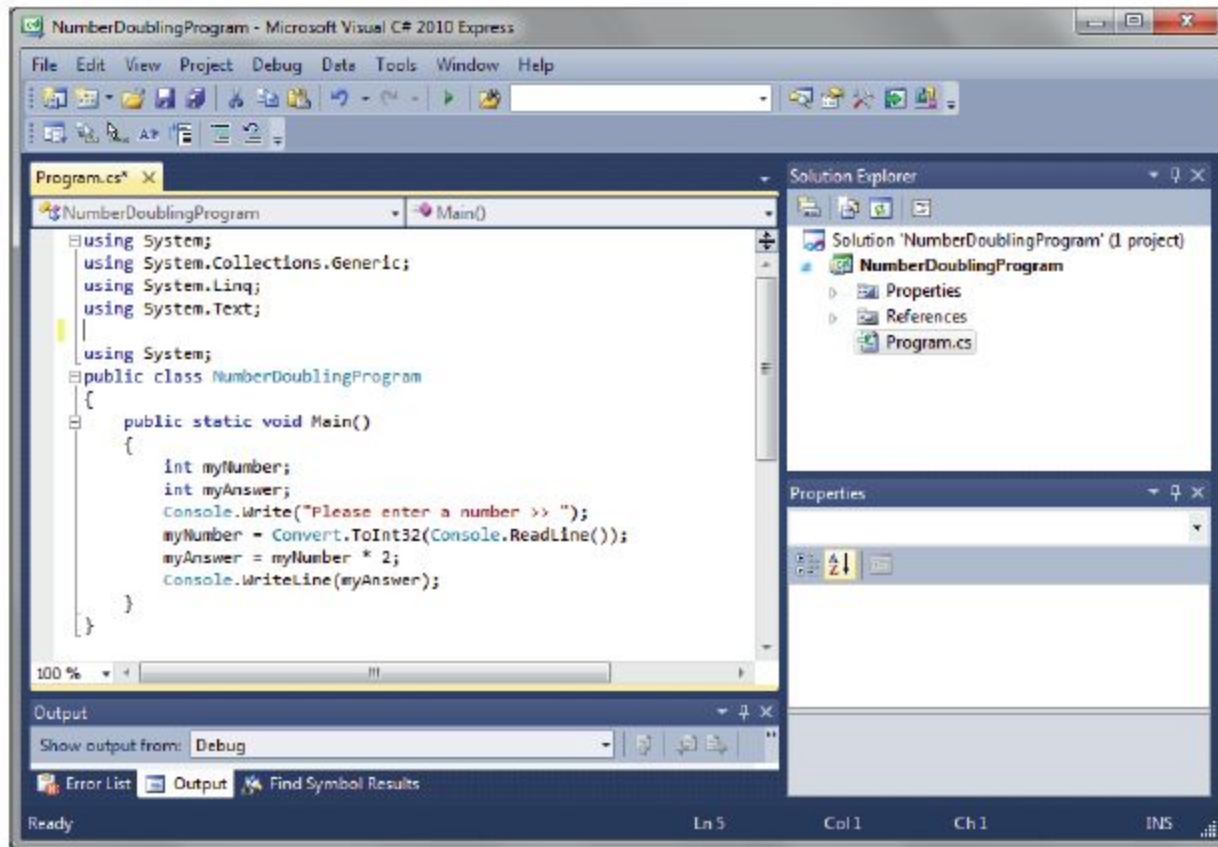 NumberDoublingProgram - Microsoft Visual C# 2010 Express
File Edit View Project Debug Data Tools Window Help
Program.cs* X
NumberDoublingProgram Main()
using System;
using System.Collections.Generic;
using System.Linq;
using System.Text;
using System;
public class NumberDoublingProgram
{
public static void Main()
{
int myNumber;
int myAnswer;
Console.Write("Please enter a number >> ");
myNumber = Convert.ToInt32(Console.ReadLine());
myAnswer = myNumber * 2;
Console.WriteLine(myAnswer);
}
}
100 %
Solution Explorer
Solution 'NumberDoublingProgram' (1 project)
NumberDoublingProgram
Properties
References
Program.cs
Properties
Output
Show output from: Debug
Error List Output Find Symbol Results
Ready Ln 5 Col 1 Ch 1 INS